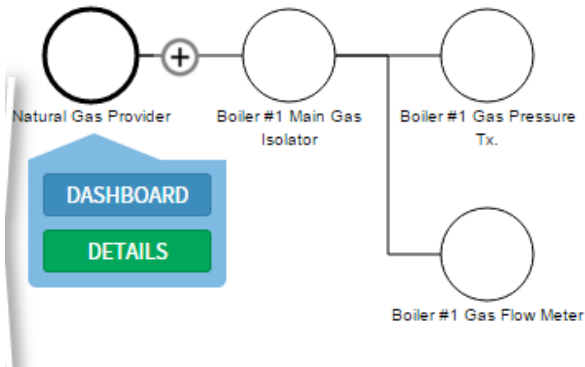 Natural Gas Provider
Boiler #1 Main Gas
Isolator
Boiler #1 Gas Pressure
Tx.
DASHBOARD
DETAILS
Boiler #1 Gas Flow Meter